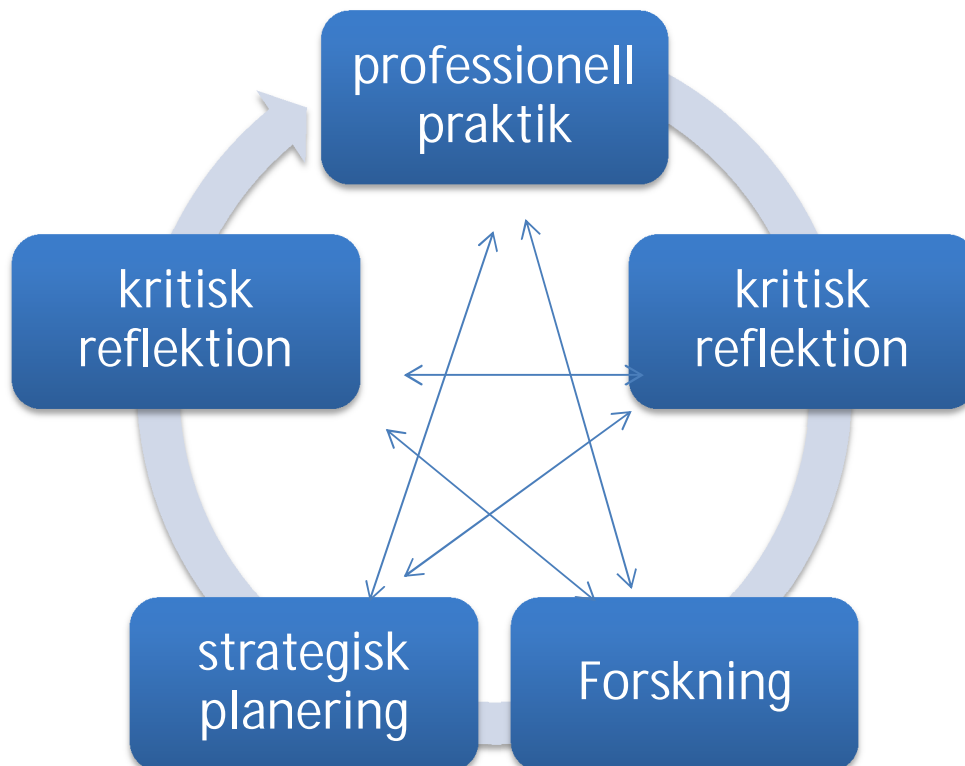 professionell
praktik
kritisk
reflektion
kritisk
reflektion
strategisk
planering
Forskning